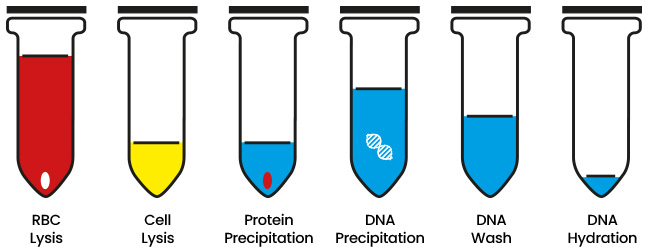 RBC
Lysis
Cell
Lysis
Protein
Precipitation
DNA
Precipitation
DNA
Wash
DNA
Hydration